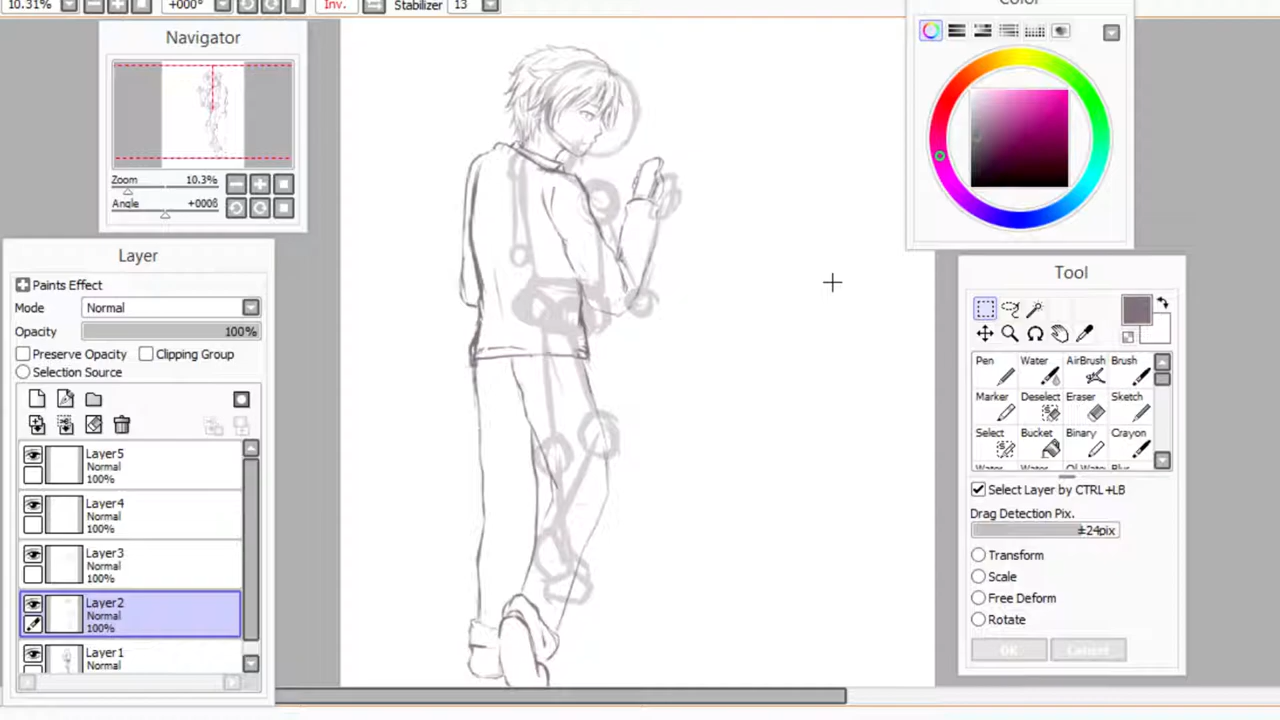 10.31%
+000°
Inv.
Stabilizer 13
Navigator
Zoom 10.3%
Angle +000ß
Layer
Paints Effect
Mode Normal
Opacity 100%
Preserve Opacity Clipping Group
Selection Source
Layer5
Normal
100%
Layer4
Normal
100%
Layer3
Normal
100%
Layer2
Normal
100%
Layer1
Normal
Color
Tool
Pen Water AirBrush Brush
Marker Deselect Eraser Sketch
Select Bucket Binary Crayon
Select Layer by CTRL+LB
Drag Detection Pix.
±24pix
Transform
Scale
Free Deform
Rotate
OK Cancel